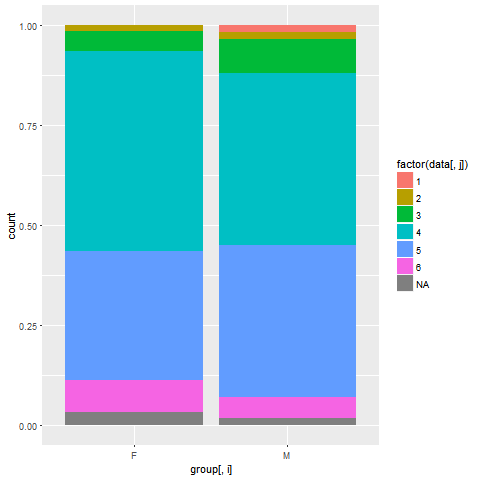 1.00
0.75
0.50
0.25
0.00
count
F
M
group[, i]
factor(data[, j])
1
2
3
4
5
6
NA